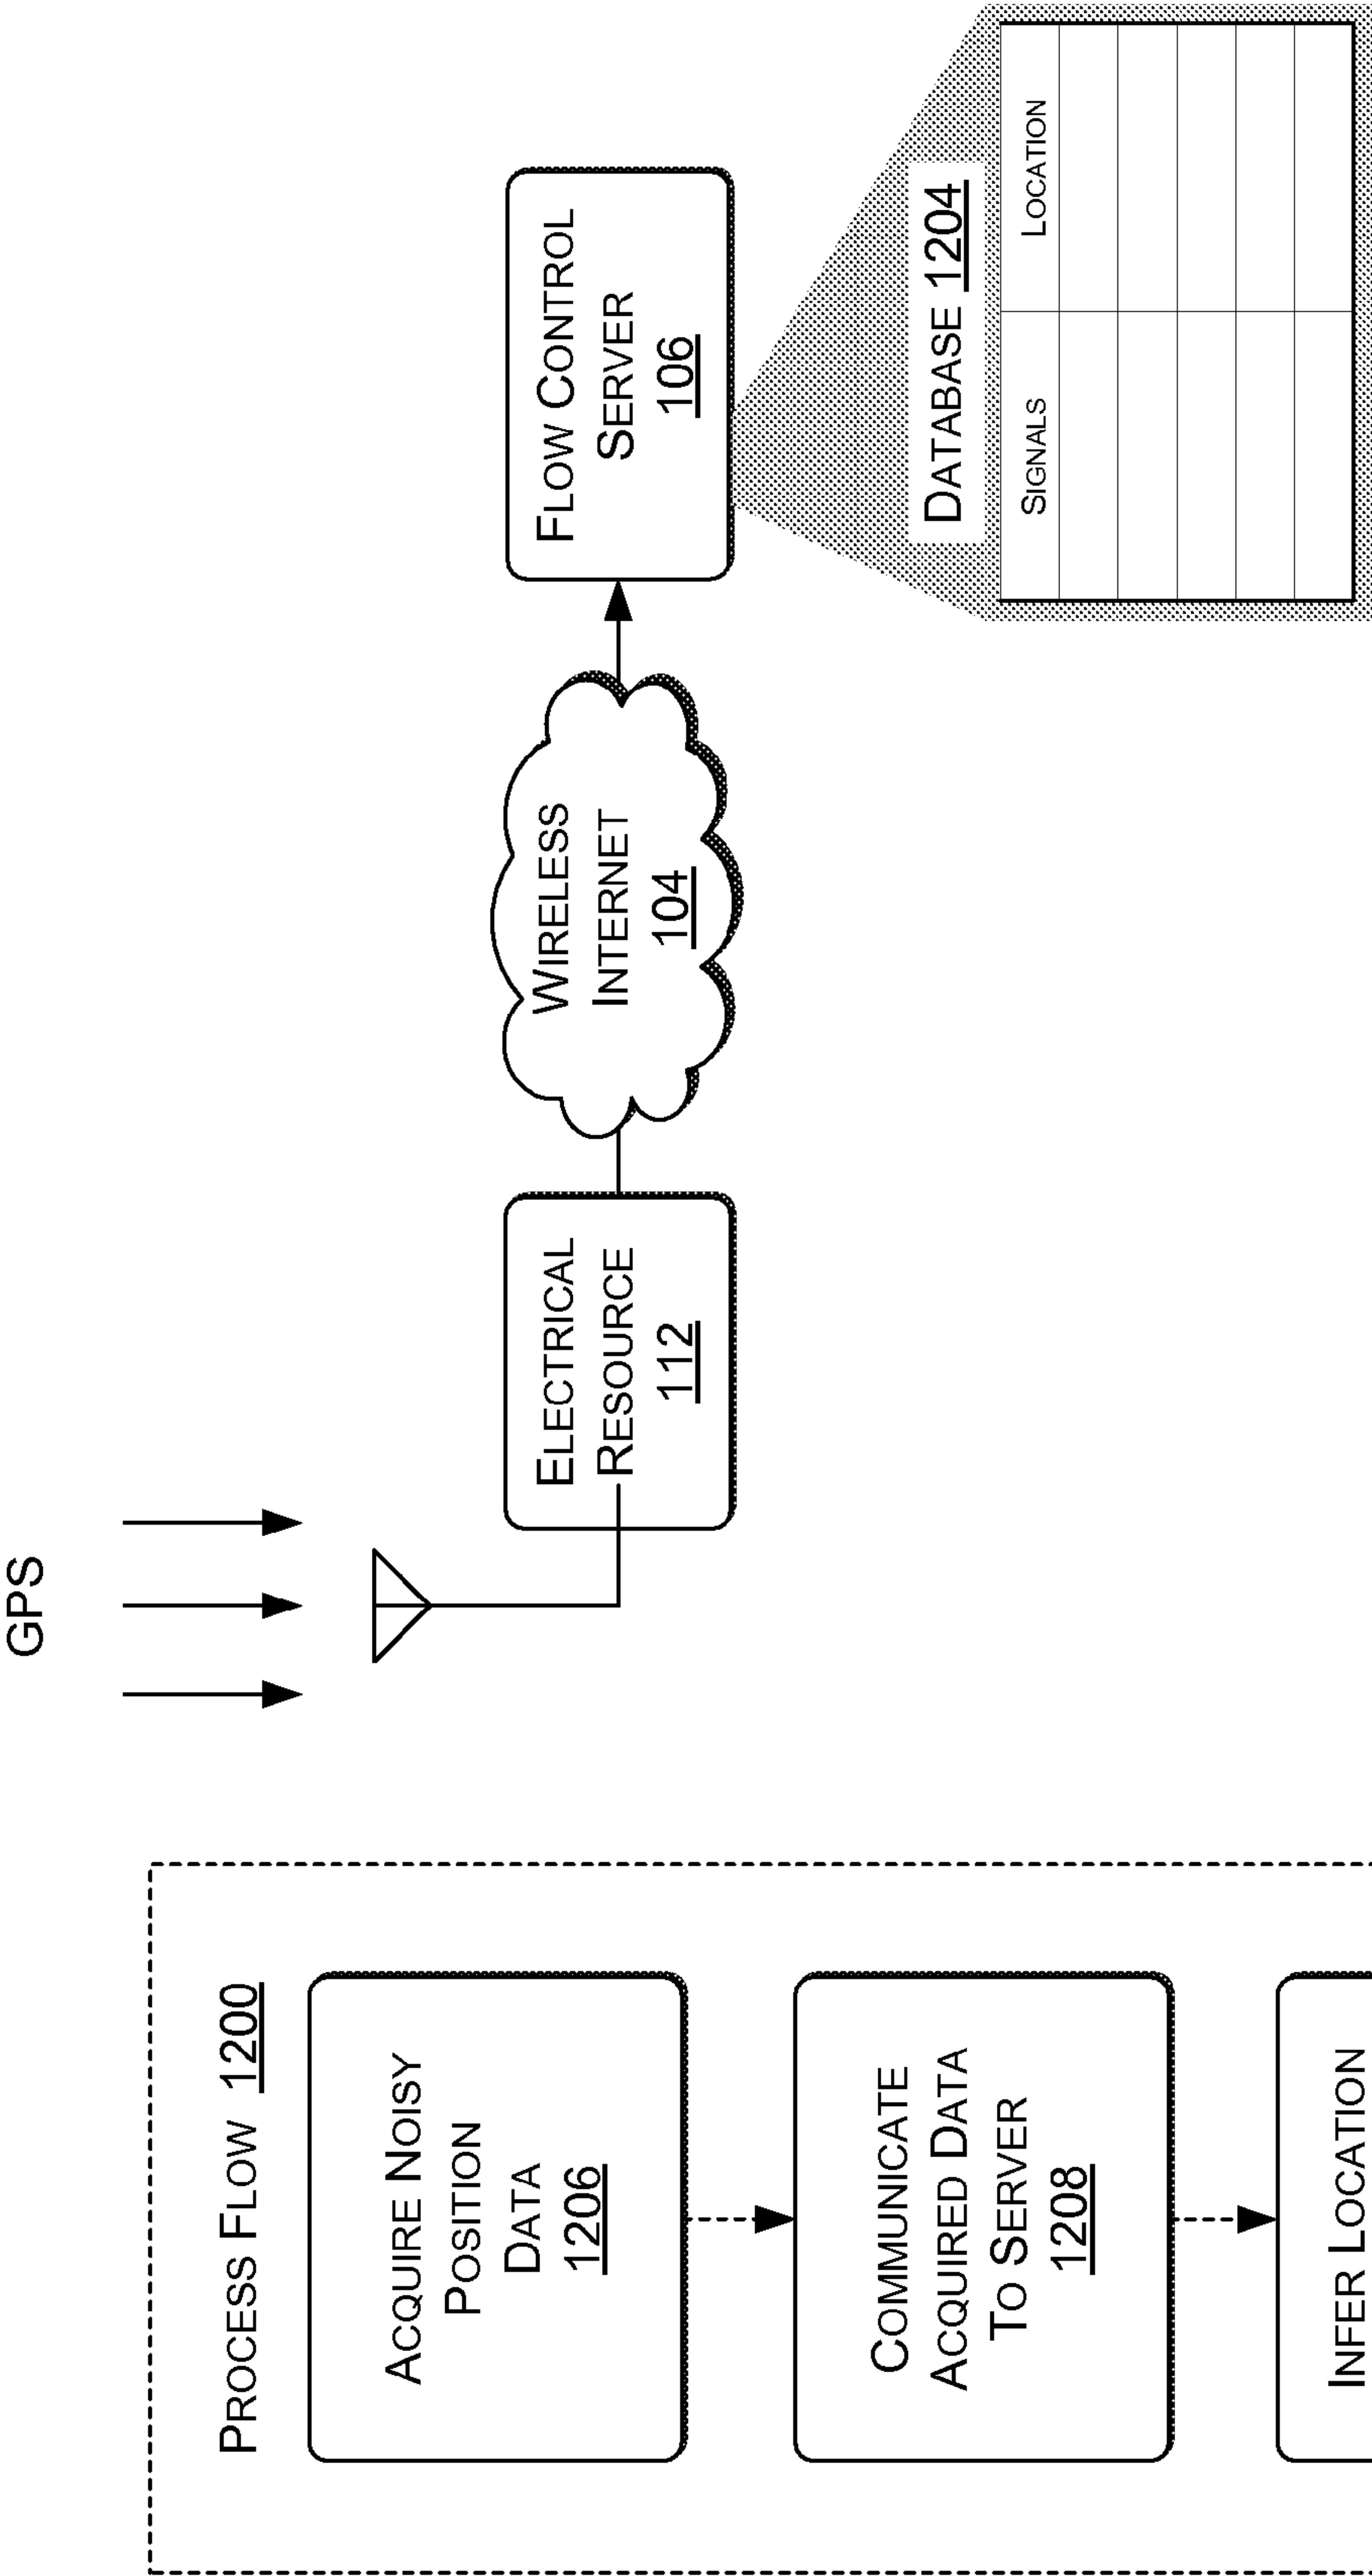 GPS
PROCESS FLOW 1200
ACQUIRE NOISY
POSITION
DATA
1206
COMMUNICATE
ACQUIRED DATA
TO SERVER
1208
INFER LOCATION
ELECTRICAL
RESOURCE
112
WIRELESS
INTERNET
104
FLOW CONTROL
SERVER
106
DATABASE 1204
SIGNALS
LOCATION